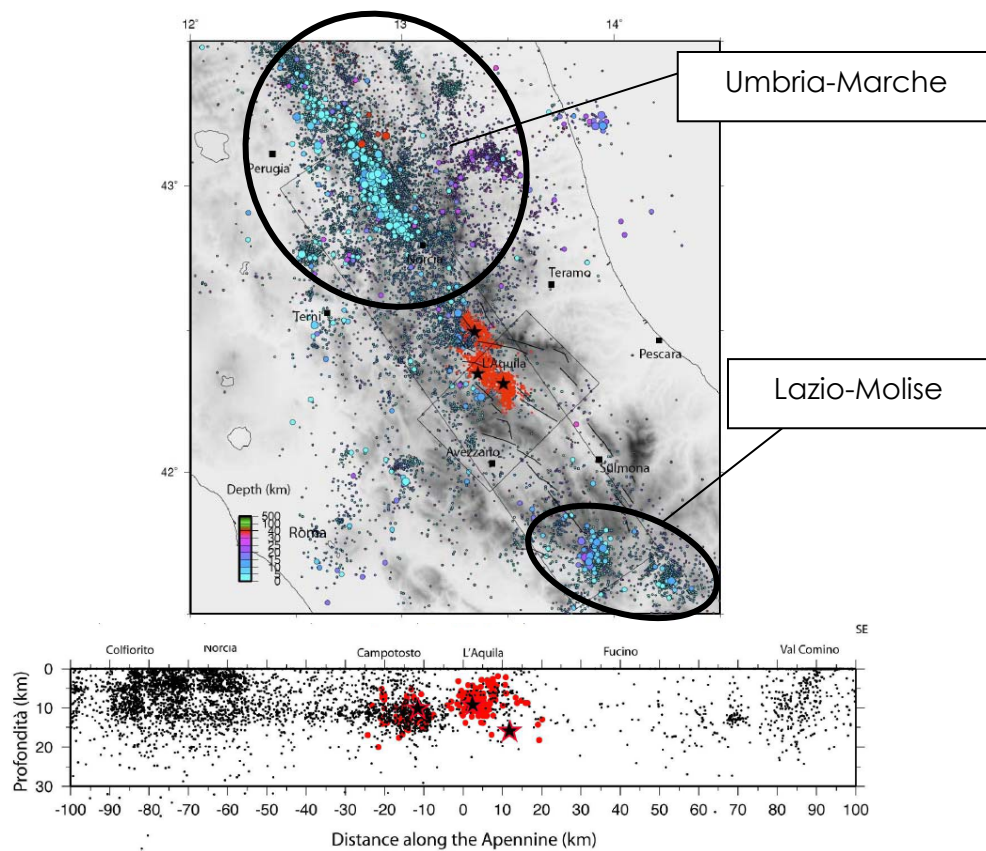 12°
13
14°
Umbria-Marche
Perugia
43°
Norcia
Teramo
Terni
L'Aquila
Pescara
Lazio-Molise
Avezzano
Sulmona
42°
Depth (km)
500
100
40
30
25
20
15
10
5
0
Roma
SE
Colfiorito
Norcia
Campotosto
L'Aquila
Fucino
Val Comino
Profondità (km)
0
10
20
30
-100 -90 -80 -70 -60 -50 -40 -30 -20 -10 0 10 20 30 40 50 60 70 80 90 100
Distance along the Apennine (km)